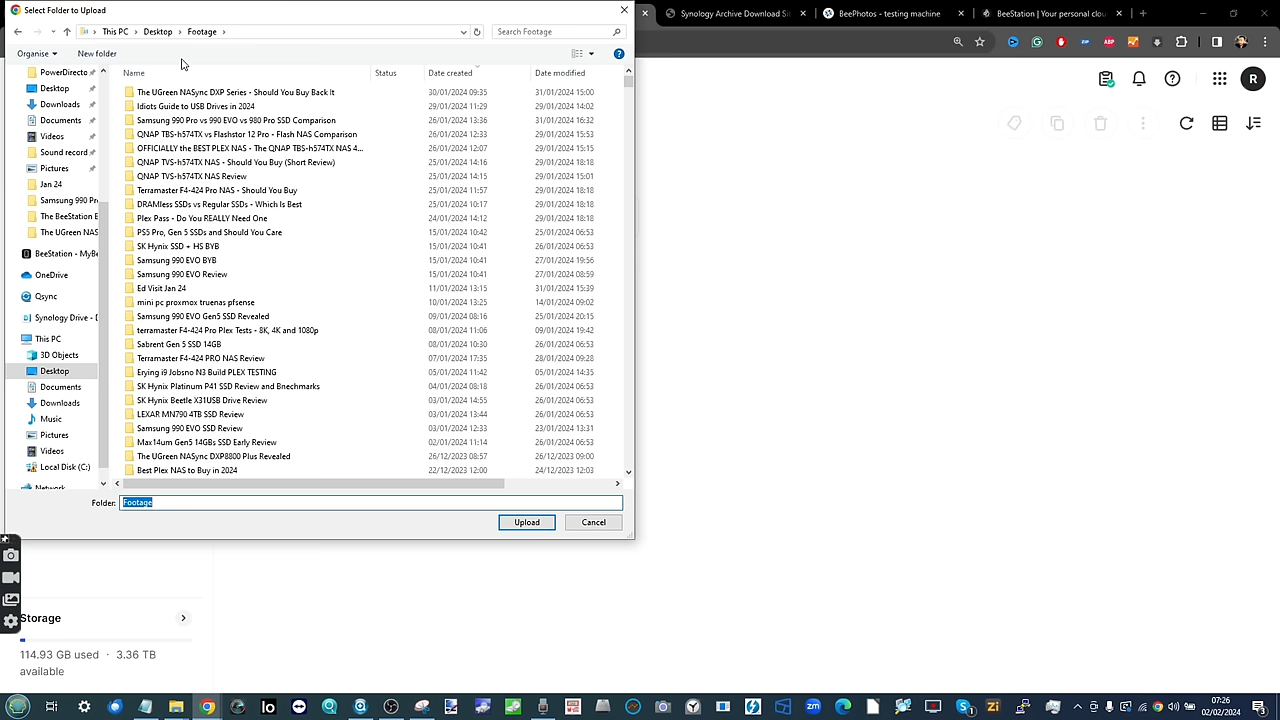 Select Folder to Upload
Synology Archive Download Si
BeePhotos - testing machine
BeeStation | Your personal clou
This PC > Desktop > Footage >
Search Footage
Organise
New folder
Name
Status
Date created
Date modified
PowerDirecto
Desktop
Downloads
Documents
Videos
Sound record
Pictures
Jan 24
Samsung 990 Pr
The BeeStation E
The UGreen NAS
BeeStation - MyBe
OneDrive
Qsync
Synology Drive - D
This PC
3D Objects
Desktop
Documents
Downloads
Music
Pictures
Videos
Local Disk (C:)
Network
The UGreen NASync DXP Series - Should You Buy Back It 30/01/2024 09:35 31/01/2024 15:00
Idiots Guide to USB Drives in 2024 29/01/2024 11:29 29/01/2024 14:02
Samsung 990 Pro vs 990 EVO vs 980 Pro SSD Comparison 26/01/2024 13:36 31/01/2024 16:32
QNAP TBS-h574TX vs Flashstor 12 Pro - Flash NAS Comparison 26/01/2024 12:33 29/01/2024 15:53
OFFICIALLY the BEST PLEX NAS - The QNAP TBS-h574TX NAS 4... 26/01/2024 12:07 29/01/2024 15:15
QNAP TVS-h574TX NAS - Should You Buy (Short Review) 25/01/2024 14:16 29/01/2024 18:18
QNAP TVS-h574TX NAS Review 25/01/2024 14:15 29/01/2024 15:01
Terramaster F4-424 Pro NAS - Should You Buy 25/01/2024 11:57 29/01/2024 18:18
DRAMless SSDs vs Regular SSDs - Which Is Best 25/01/2024 10:17 29/01/2024 18:18
Plex Pass - Do You REALLY Need One 24/01/2024 14:12 29/01/2024 18:18
PS5 Pro, Gen 5 SSDs and Should You Care 15/01/2024 10:42 25/01/2024 06:53
SK Hynix SSD + HS BYB 15/01/2024 10:41 26/01/2024 06:53
Samsung 990 EVO BYB 15/01/2024 10:41 27/01/2024 19:56
Samsung 990 EVO Review 15/01/2024 10:41 27/01/2024 08:59
Ed Visit Jan 24 11/01/2024 13:15 31/01/2024 15:39
mini pc proxmox truenas pfsense 10/01/2024 13:25 14/01/2024 09:02
Samsung 990 EVO Gen5 SSD Revealed 09/01/2024 08:16 25/01/2024 20:15
terramaster F4-424 Pro Plex Tests - 8K, 4K and 1080p 08/01/2024 11:06 09/01/2024 19:42
Sabrent Gen 5 SSD 14GB 08/01/2024 10:30 26/01/2024 06:53
Terramaster F4-424 PRO NAS Review 07/01/2024 17:35 28/01/2024 09:28
Erying i9 Jobsno N3 Build PLEX TESTING 05/01/2024 11:42 05/01/2024 14:35
SK Hynix Platinum P41 SSD Review and Bnechmarks 04/01/2024 08:18 26/01/2024 06:53
SK Hynix Beetle X31USB Drive Review 03/01/2024 14:55 26/01/2024 06:53
LEXAR MN790 4TB SSD Review 03/01/2024 13:44 26/01/2024 06:53
Samsung 990 EVO SSD Review 03/01/2024 12:33 23/01/2024 13:31
Max14um Gen5 14GBs SSD Early Review 02/01/2024 11:14 26/01/2024 06:53
The UGreen NASync DXP8800 Plus Revealed 26/12/2023 08:57 26/12/2023 09:00
Best Plex NAS to Buy in 2024 22/12/2023 12:00 24/12/2023 12:03
Folder: Footage
Upload
Cancel
R
Storage
114.93 GB used · 3.36 TB
available
07:26
02/02/2024